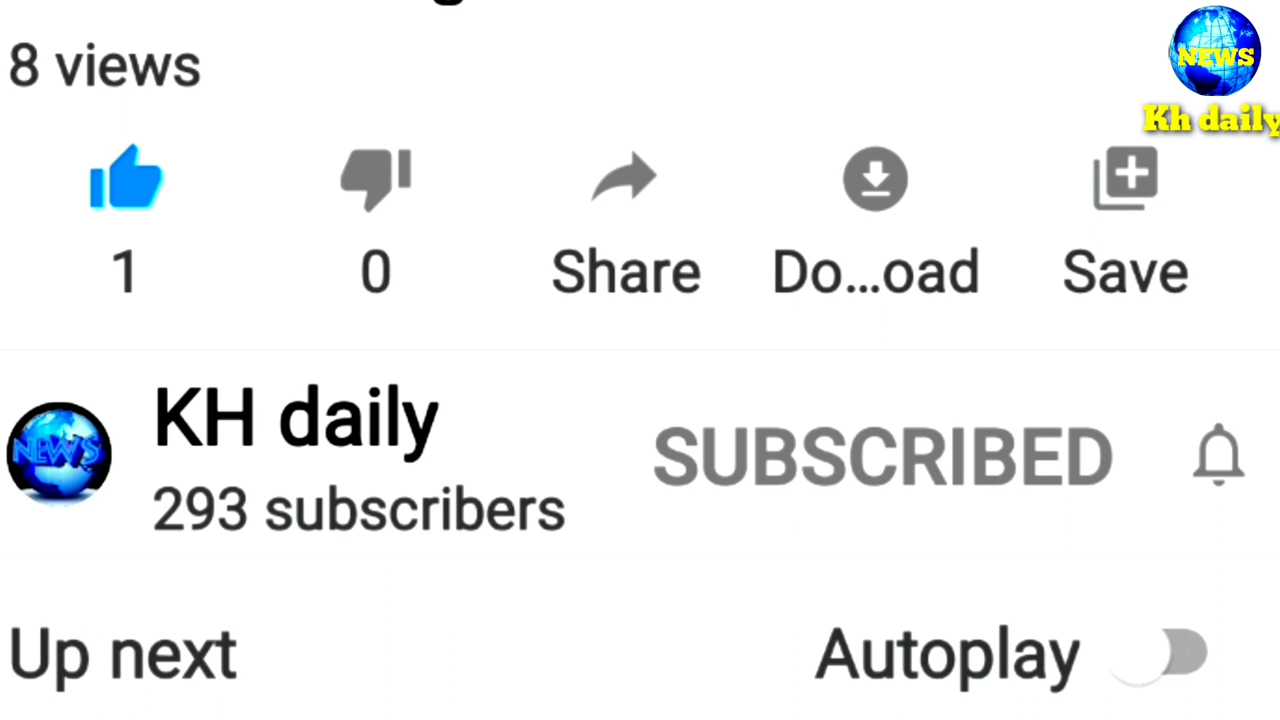 8 views
NEWS
Kh daily
1 0 Share Do...oad Save
KH daily
NEWS
293 subscribers
SUBSCRIBED
Up next Autoplay